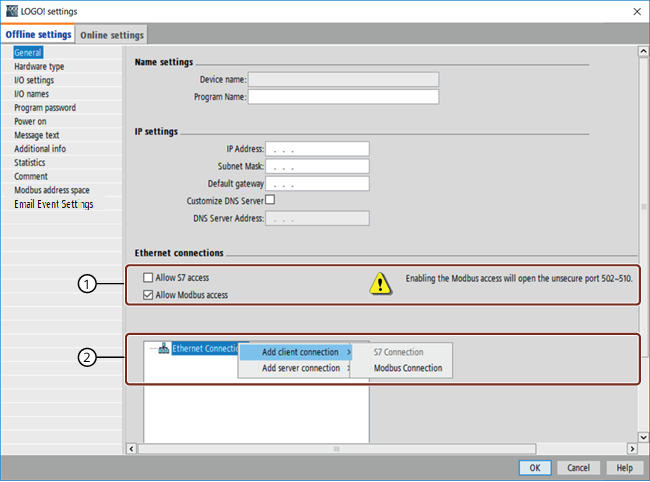 LOGO! settings
Offline settings
Online settings
General
Hardware type
I/O settings
I/O names
Program password
Power on
Message text
Additional info
Statistics
Comment
Modbus address space
Email Event Settings
Name settings
Device name:
Program Name:
IP settings
IP Address: . . .
Subnet Mask: . . .
Default gateway . . .
Customize DNS Server
DNS Server Address: . . .
Ethernet connections
1
Allow S7 access
Allow Modbus access
Enabling the Modbus access will open the unsecure port 502~510.
2
Ethernet Connectio
Add client connection
Add server connection
S7 Connection
Modbus Connection
OK
Cancel
Help